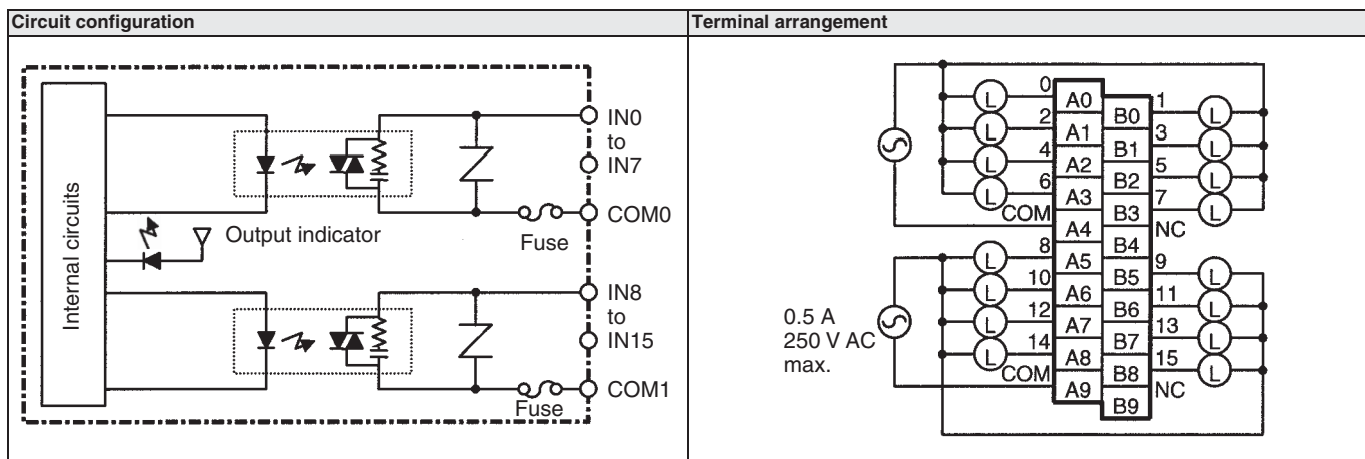 Circuit configuration
Terminal arrangement
Internal circuits
Output indicator
IN0
to
IN7
COM0
Fuse
IN8
to
IN15
COM1
Fuse
0 A0 B0 1
L L
2 A1 B1 3
L L
4 A2 B2 5
L L
6 A3 B3 7
L L
COM A4 B4 NC
8 A5 B5 9
L L
10 A6 B6 11
L L
12 A7 B7 13
L L
14 A8 B8 15
L L
COM A9 B9 NC
0.5 A
250 V AC
max.